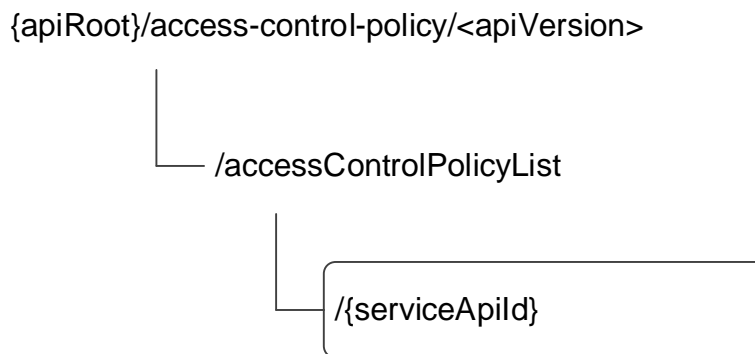 {apiRoot}/access-control-policy/<apiVersion>
/accessControlPolicyList
/{serviceApiId}